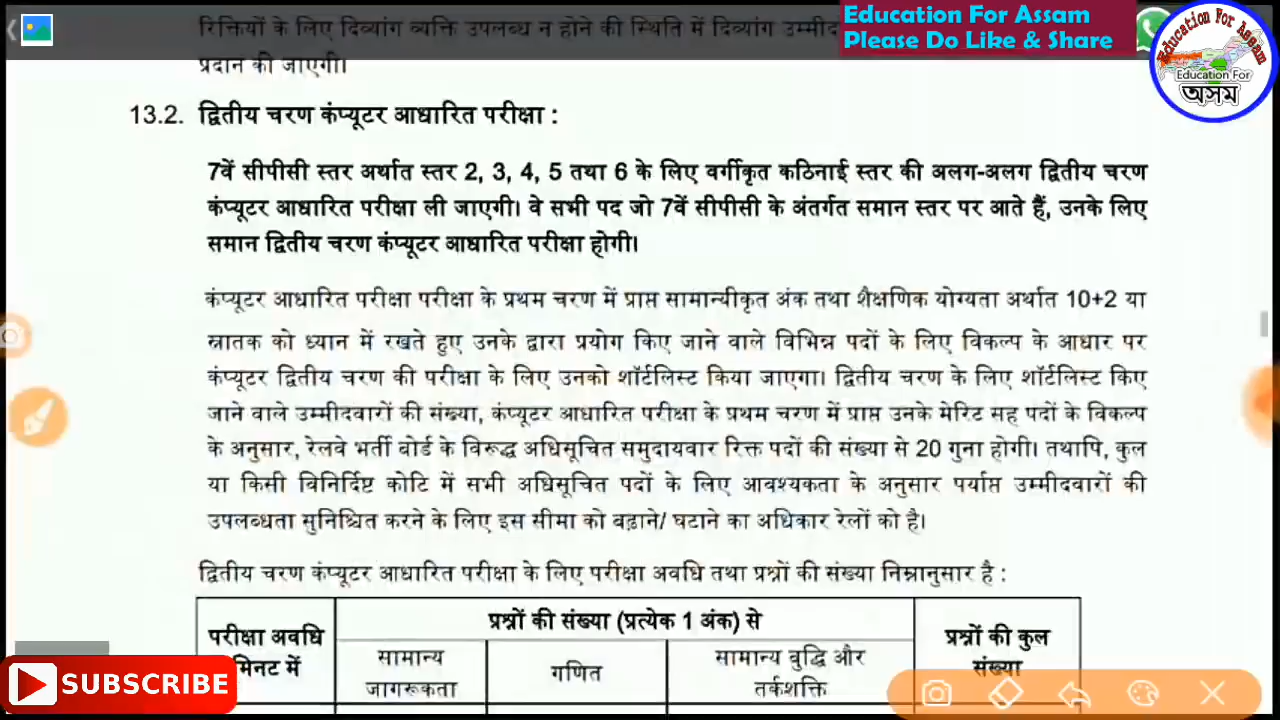 रिक्तियों के लिए दिव्यांग व्यक्ति उपलब्ध न होने की स्थिति में दिव्यांग
प्रदान की जाएगी।
Education For Assam
Please Do Like & Share
Education For Assam
Education For
অসম
13.2. द्वितीय चरण कंप्यूटर आधारित परीक्षा :
7वें सीपीसी स्तर अर्थात स्तर 2, 3, 4, 5 तथा 6 के लिए वर्गीकृत कठिनाई स्तर की अलग-अलग द्वितीय चरण
कंप्यूटर आधारित परीक्षा ली जाएगी। वे सभी पद जो 7वें सीपीसी के अंतर्गत समान स्तर पर आते हैं, उनके लिए
समान द्वितीय चरण कंप्यूटर आधारित परीक्षा होगी।
कंप्यूटर आधारित परीक्षा परीक्षा के प्रथम चरण में प्राप्त सामान्यीकृत अंक तथा शैक्षणिक योग्यता अर्थात 10+2 या
स्नातक को ध्यान में रखते हुए उनके द्वारा प्रयोग किए जाने वाले विभिन्न पदों के लिए विकल्प के आधार पर
कंप्यूटर द्वितीय चरण की परीक्षा के लिए उनको शॉर्टलिस्ट किया जाएगा। द्वितीय चरण के लिए शॉर्टलिस्ट किए
जाने वाले उम्मीदवारों की संख्या, कंप्यूटर आधारित परीक्षा के प्रथम चरण में प्राप्त उनके मेरिट सह पदों के विकल्प
के अनुसार, रेलवे भर्ती बोर्ड के विरूद्ध अधिसूचित समुदायवार रिक्त पदों की संख्या से 20 गुना होगी। तथापि, कुल
या किसी विनिर्दिष्ट कोटि में सभी अधिसूचित पदों के लिए आवश्यकता के अनुसार पर्याप्त उम्मीदवारों की
उपलब्धता सुनिश्चित करने के लिए इस सीमा को बढ़ाने/ घटाने का अधिकार रेलों को है।
द्वितीय चरण कंप्यूटर आधारित परीक्षा के लिए परीक्षा अवधि तथा प्रश्नों की संख्या निम्नानुसार है :
परीक्षा अवधि
मिनट में
प्रश्नों की संख्या (प्रत्येक 1 अंक) से
सामान्य
जागरूकता
गणित
सामान्य बुद्धि और
तर्कशक्ति
प्रश्नों की कुल
संख्या
SUBSCRIBE